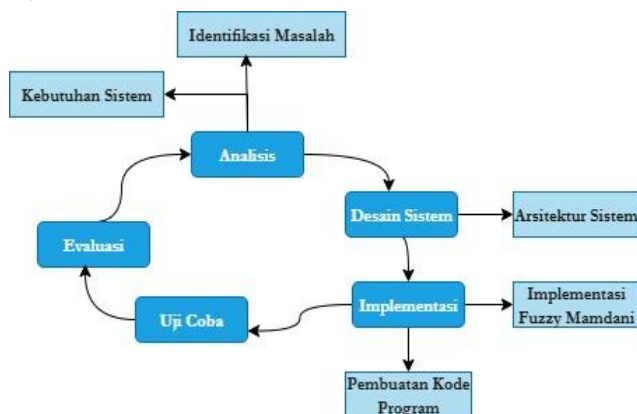 Identifikasi Masalah
Kebutuhan Sistem
Analisis
Desain Sistem
Arsitektur Sistem
Evaluasi
Implementasi
Implementasi
Fuzzy Mamdani
Uji Coba
Pembuatan Kode
Program